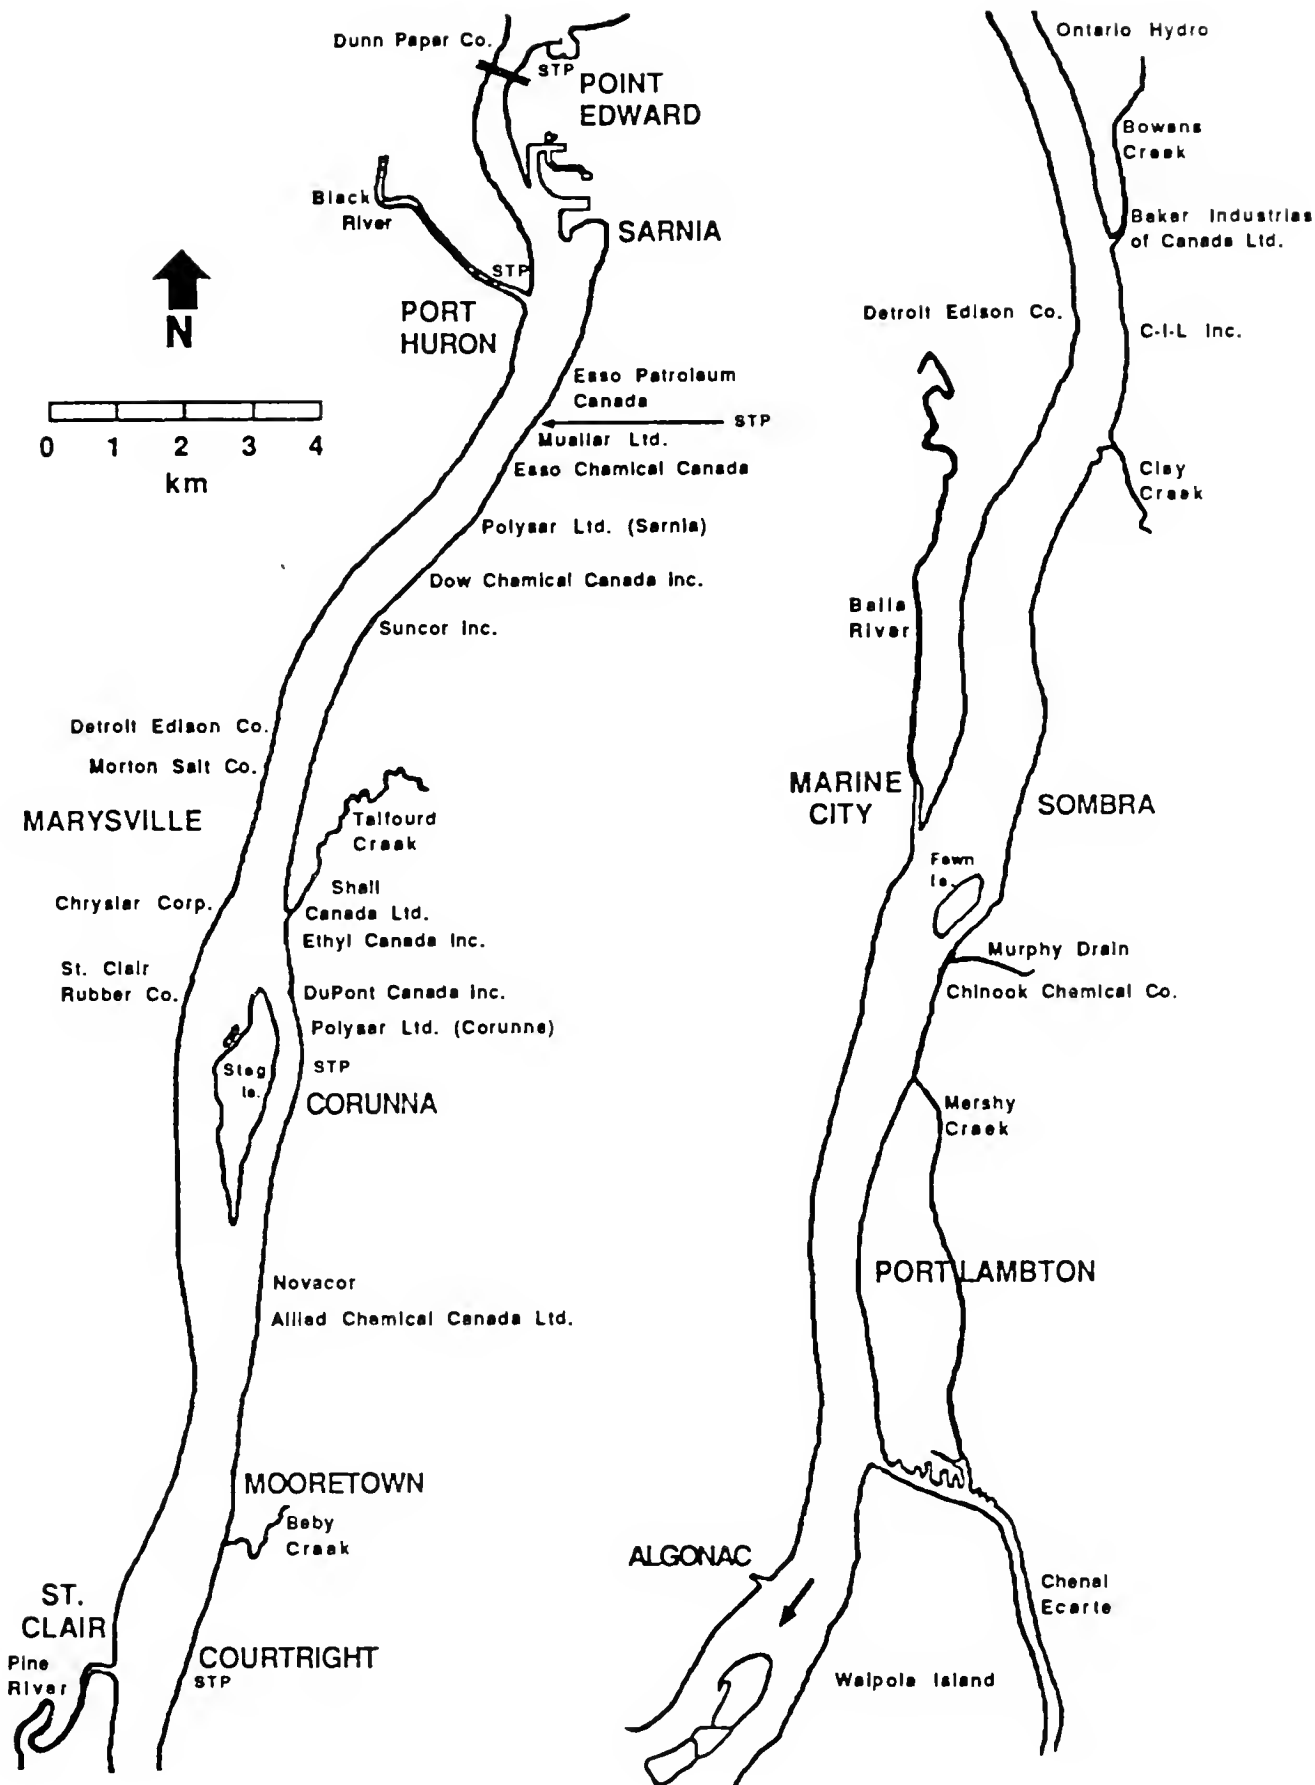 Dunn Paper Co.
STP
POINT
EDWARD
Black
River
SARNIA
STP
N
PORT
HURON
0 1 2 3 4
km
Esso Petroleum
Canada
STP
Mueller Ltd.
Esso Chemical Canada
Polysar Ltd. (Sarnia)
Dow Chemical Canada Inc.
Suncor Inc.
Detroit Edison Co.
Morton Salt Co.
MARYSVILLE
Talfourd
Creek
Chrysler Corp.
Shell
Canada Ltd.
Ethyl Canada Inc.
St. Clair
Rubber Co.
DuPont Canada Inc.
Polysar Ltd. (Corunna)
Stag
Is.
STP
CORUNNA
Novacor
Allied Chemical Canada Ltd.
MOORETOWN
Baby
Creek
ST.
CLAIR
Pine
River
COURTRIGHT
STP
Ontario Hydro
Bowens
Creek
Baker Industries
of Canada Ltd.
Detroit Edison Co.
C-I-L Inc.
Clay
Creek
Belle
River
MARINE
CITY
SOMBRA
Fawn
Is.
Murphy Drain
Chinook Chemical Co.
Marshy
Creek
PORT LAMBTON
ALGONAC
Chenal
Ecarte
Walpole Island